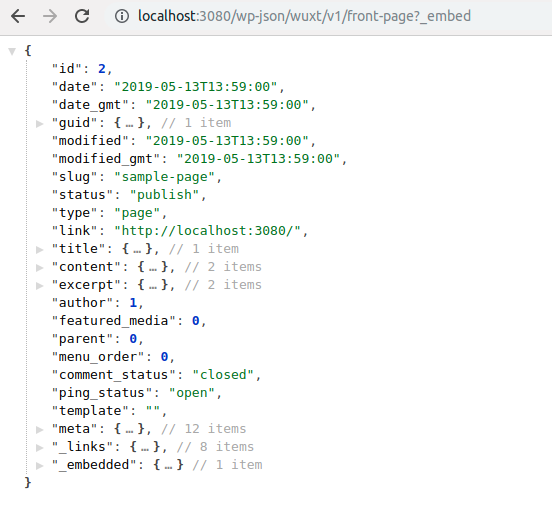 localhost:3080/wp-json/wuxt/v1/front-page?_embed
{
"id": 2,
"date": "2019-05-13T13:59:00",
"date_gmt": "2019-05-13T13:59:00",
"guid": {…}, // 1 item
"modified": "2019-05-13T13:59:00",
"modified_gmt": "2019-05-13T13:59:00",
"slug": "sample-page",
"status": "publish",
"type": "page",
"link": "http://localhost:3080/",
"title": {…}, // 1 item
"content": {…}, // 2 items
"excerpt": {…}, // 2 items
"author": 1,
"featured_media": 0,
"parent": 0,
"menu_order": 0,
"comment_status": "closed",
"ping_status": "open",
"template": "",
"meta": {…}, // 12 items
"_links": {…}, // 8 items
"_embedded": {…} // 1 item
}